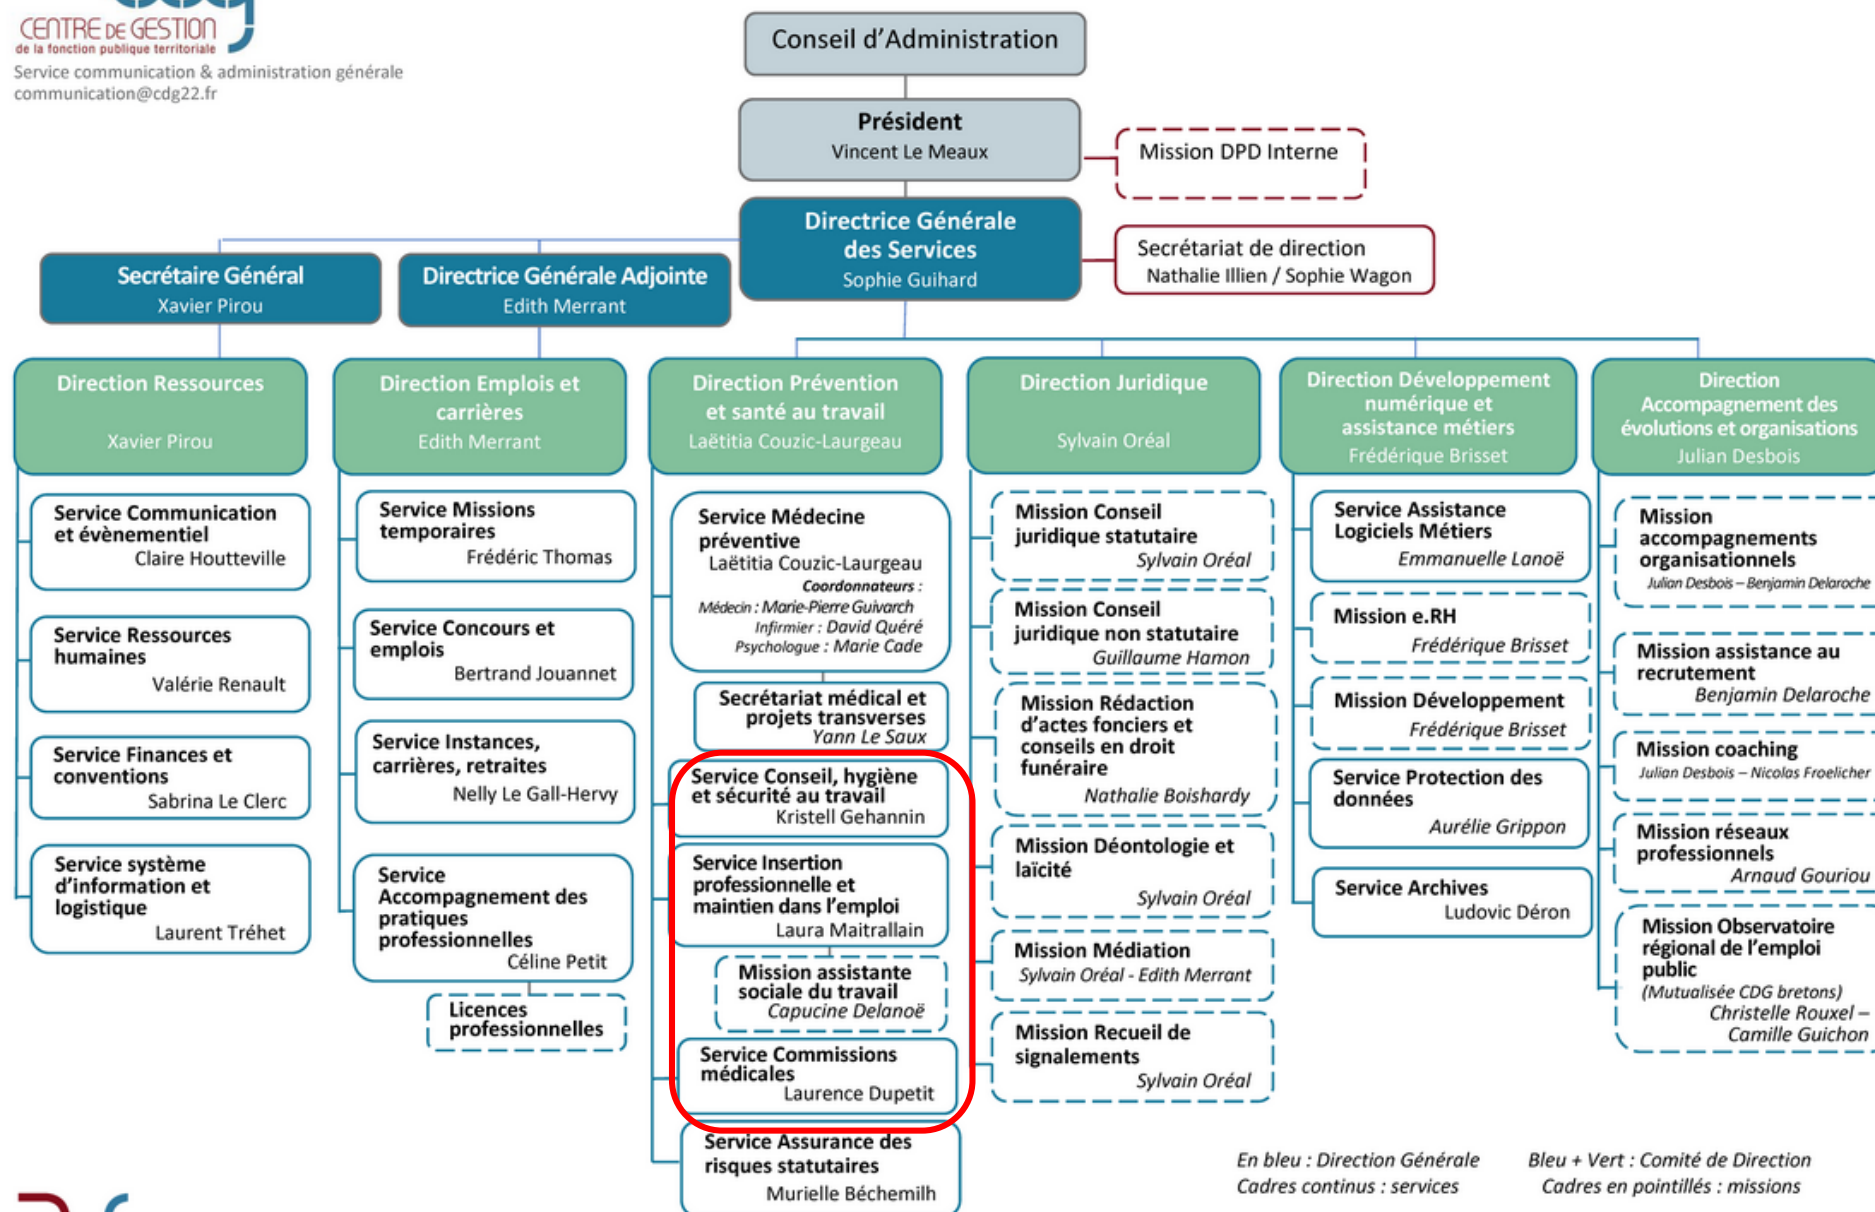 cdg
CENTRE DE GESTION
de la fonction publique territoriale
Service communication & administration générale
communication@cdg22.fr
Conseil d'Administration
Président
Vincent Le Meaux
Mission DPD Interne
Directrice Générale
des Services
Sophie Guihard
Secrétariat de direction
Nathalie Illien / Sophie Wagon
Secrétaire Général
Xavier Pirou
Directrice Générale Adjointe
Edith Merrant
Direction Ressources
Xavier Pirou
Service Communication
et évènementiel
Claire Houtteville
Service Ressources
humaines
Valérie Renault
Service Finances et
conventions
Sabrina Le Clerc
Service système
d'information et
logistique
Laurent Tréhet
Direction Emplois et
carrières
Edith Merrant
Service Missions
temporaires
Frédéric Thomas
Service Concours et
emplois
Bertrand Jouannet
Service Instances,
carrières, retraites
Nelly Le Gall-Hervy
Service
Accompagnement des
pratiques
professionnelles
Céline Petit
Licences
professionnelles
Direction Prévention
et santé au travail
Laëtitia Couzic-Laurgeau
Service Médecine
préventive
Laëtitia Couzic-Laurgeau
Coordonnateurs :
Médecin : Marie-Pierre Guivarch
Infirmier : David Quéré
Psychologue : Marie Cade
Secrétariat médical et
projets transverses
Yann Le Saux
Service Conseil, hygiène
et sécurité au travail
Kristell Gehannin
Service Insertion
professionnelle et
maintien dans l'emploi
Laura Maitrallain
Mission assistante
sociale du travail
Capucine Delanoë
Service Commissions
médicales
Laurence Dupetit
Service Assurance des
risques statutaires
Murielle Béchemilh
Direction Juridique
Sylvain Oréal
Mission Conseil
juridique statutaire
Sylvain Oréal
Mission Conseil
juridique non statutaire
Guillaume Hamon
Mission Rédaction
d'actes fonciers et
conseils en droit
funéraire
Nathalie Boishardy
Mission Déontologie et
laïcité
Sylvain Oréal
Mission Médiation
Sylvain Oréal - Edith Merrant
Mission Recueil de
signalements
Sylvain Oréal
Direction Développement
numérique et
assistance métiers
Frédérique Brisset
Service Assistance
Logiciels Métiers
Emmanuelle Lanoë
Mission e.RH
Frédérique Brisset
Mission Développement
Frédérique Brisset
Service Protection des
données
Aurélie Grippon
Service Archives
Ludovic Déron
Direction
Accompagnement des
évolutions et organisations
Julian Desbois
Mission
accompagnements
organisationnels
Julian Desbois – Benjamin Delaroche
Mission assistance au
recrutement
Benjamin Delaroche
Mission coaching
Julian Desbois – Nicolas Froelicher
Mission réseaux
professionnels
Arnaud Gouriou
Mission Observatoire
régional de l'emploi
public
(Mutualisée CDG bretons)
Christelle Rouxel –
Camille Guichon
En bleu : Direction Générale
Bleu + Vert : Comité de Direction
Cadres continus : services
Cadres en pointillés : missions